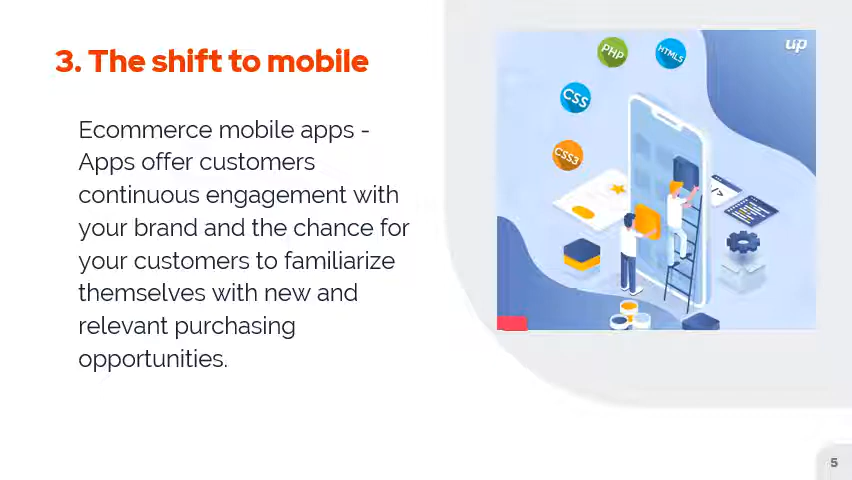 3. The shift to mobile
Ecommerce mobile apps -
Apps offer customers
continuous engagement with
your brand and the chance for
your customers to familiarize
themselves with new and
relevant purchasing
opportunities.
up
PHP
HTML5
CSS
CSS3
</>
5